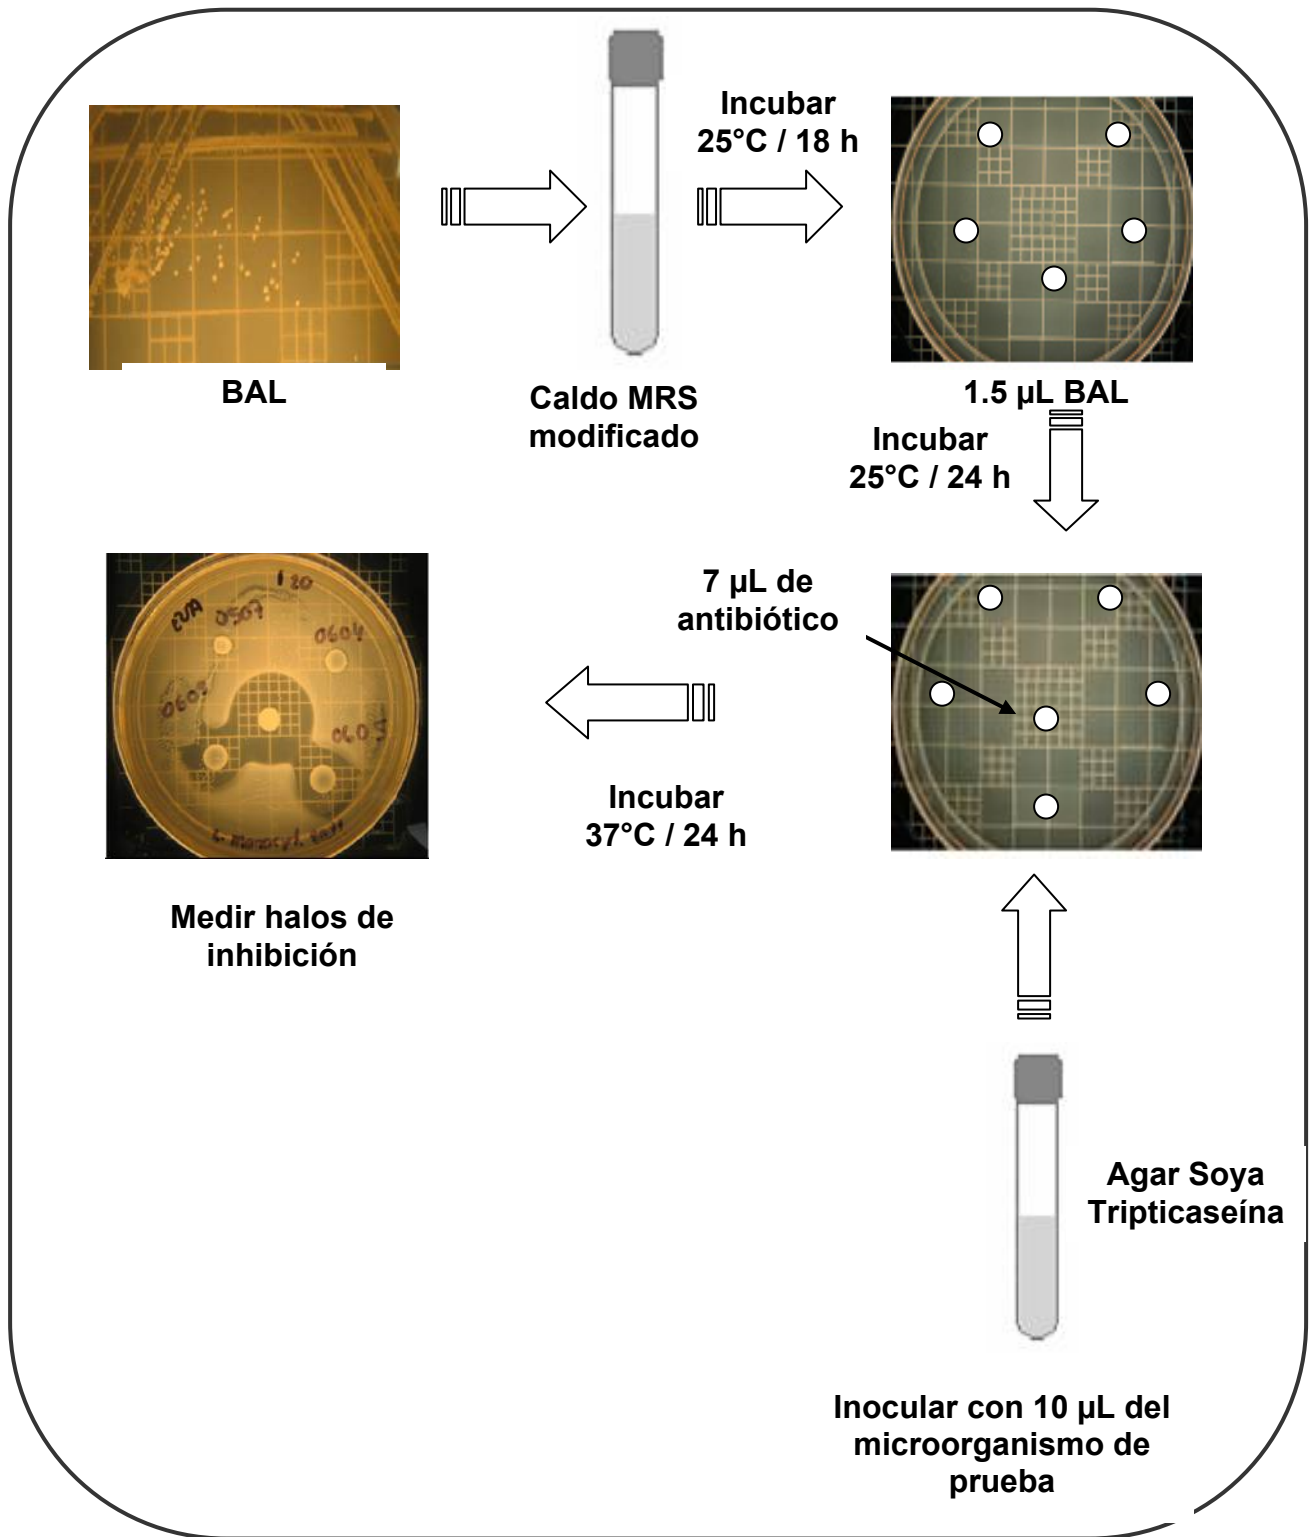 BAL
Caldo MRS
modificado
Incubar
25°C / 18 h
1.5 µL BAL
Incubar
25°C / 24 h
7 µL de
antibiótico
Agar Soya
Tripticaseína
Inocular con 10 µL del
microorganismo de
prueba
Incubar
37°C / 24 h
0507
0604
Medir halos de
inhibición